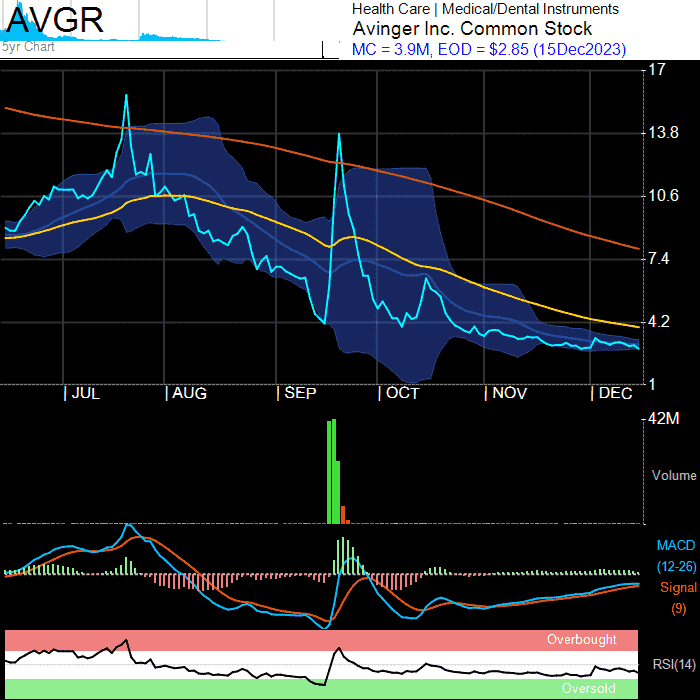 AVGR
5yr Chart
Health Care | Medical/Dental Instruments
Avinger Inc. Common Stock
MC = 3.9M, EOD = $2.85 (15Dec2023)
17
13.8
10.6
7.4
4.2
1
| JUL | AUG | SEP | OCT | NOV | DEC
42M
Volume
MACD
(12-26)
Signal
(9)
Overbought
RSI(14)
Oversold